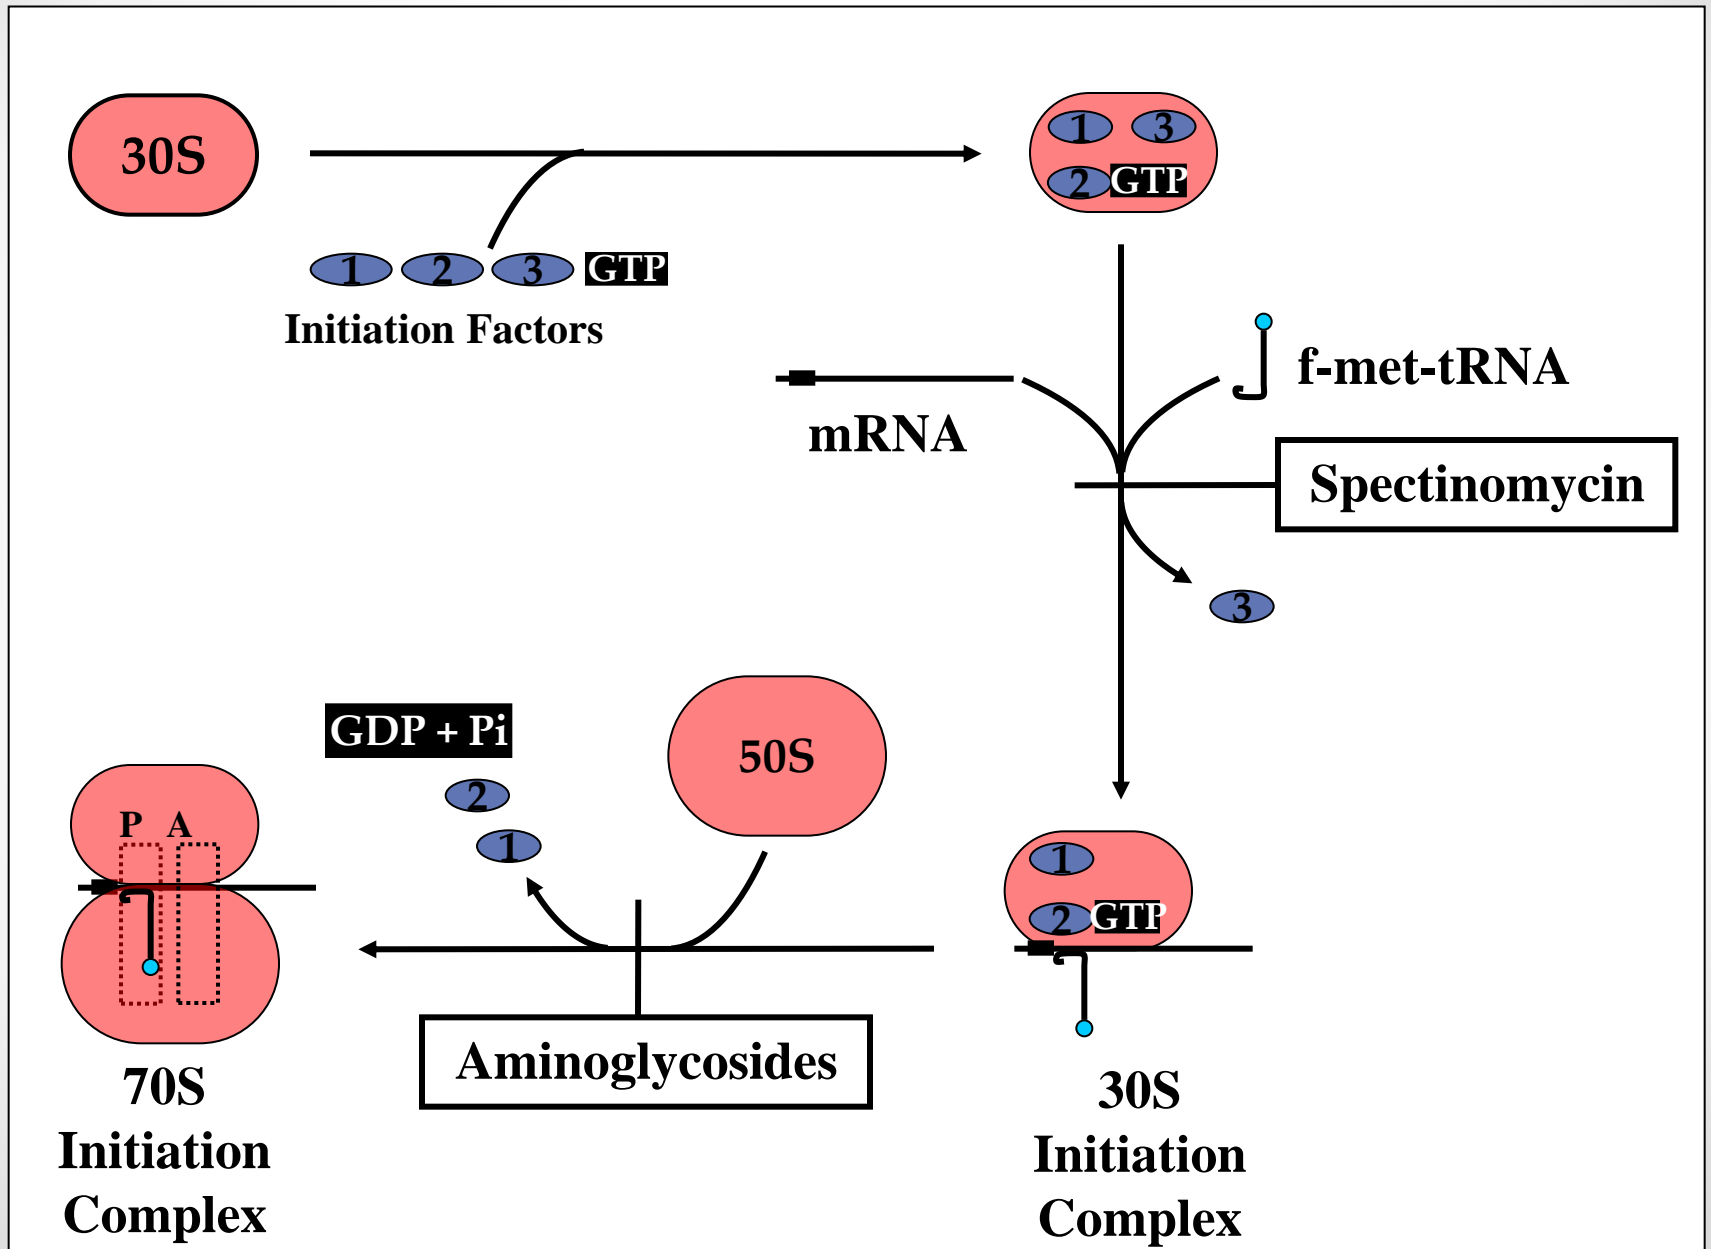 30S
1 3
2 GTP
1 2 3 GTP
Initiation Factors
f-met-tRNA
mRNA
Spectinomycin
3
GDP + Pi
50S
2
1
P A
1
2 GTP
Aminoglycosides
70S
Initiation
Complex
30S
Initiation
Complex